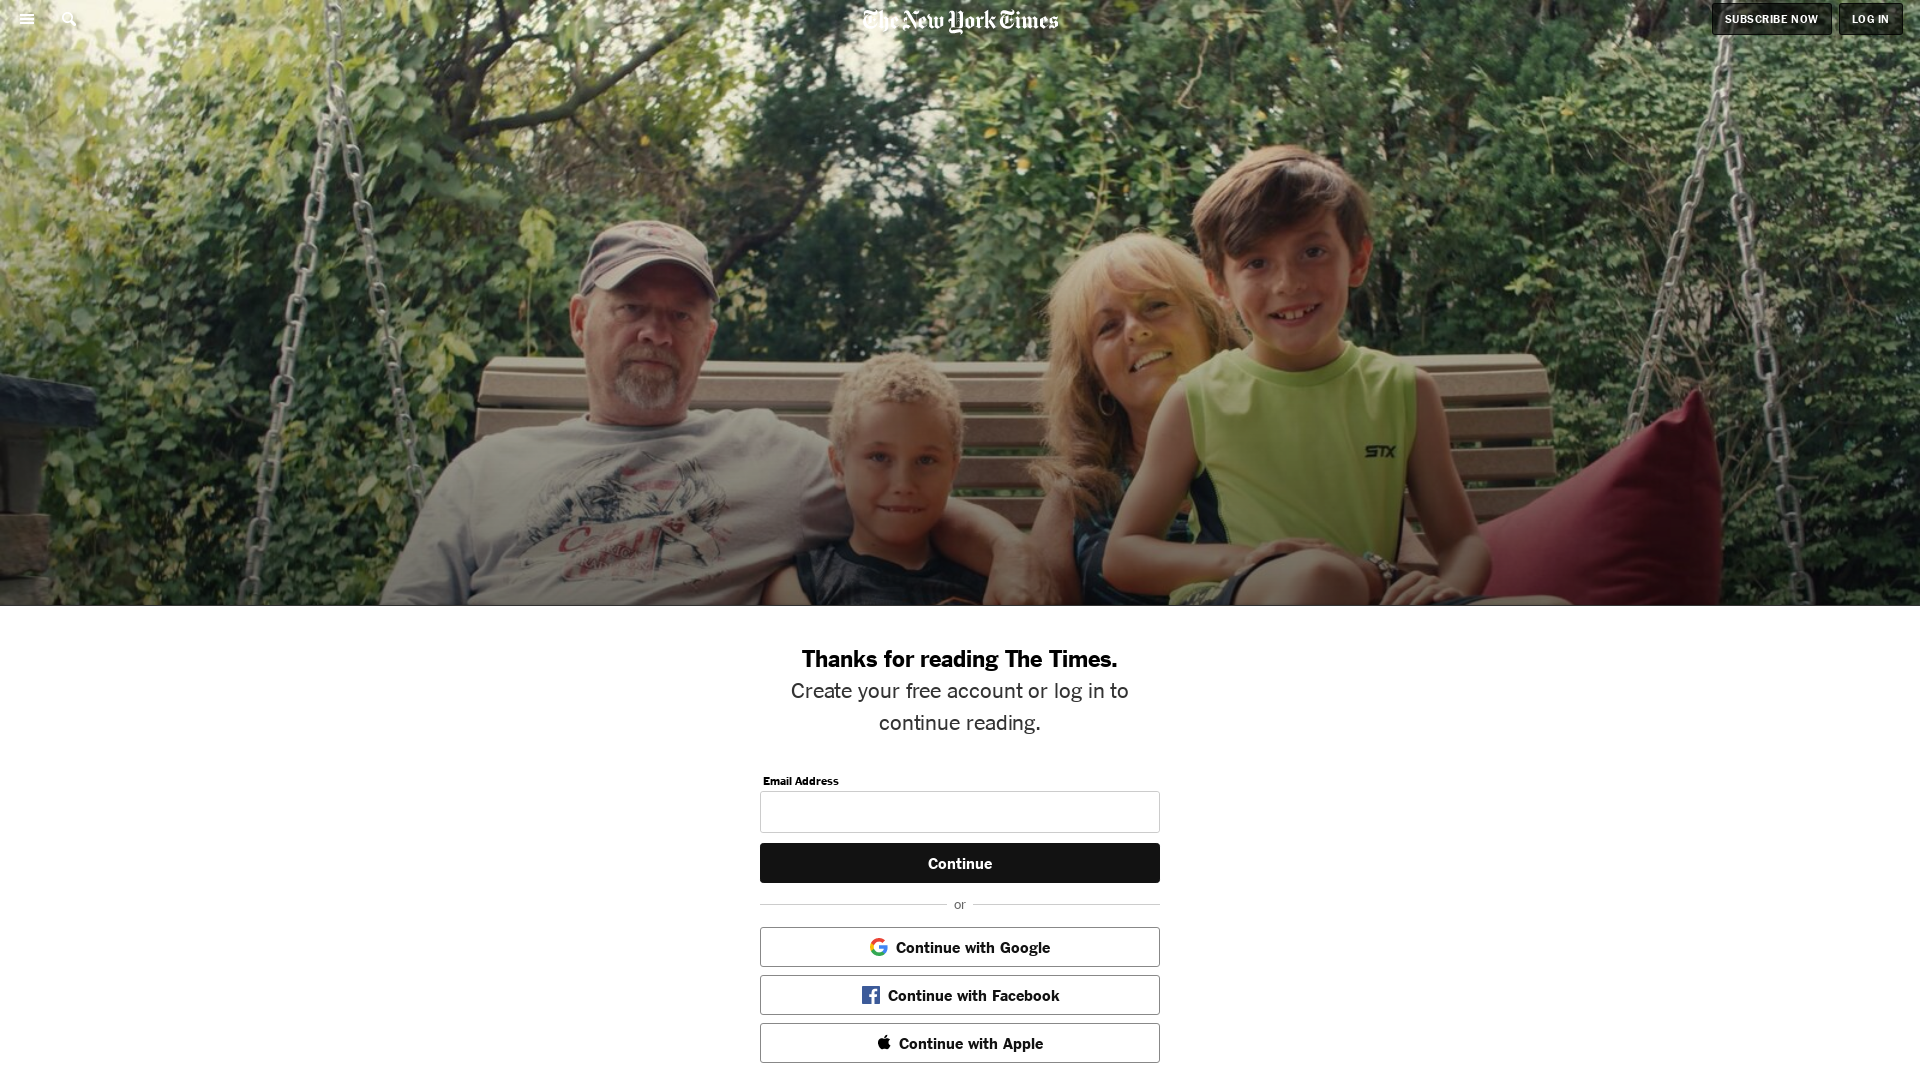 The New York Times
SUBSCRIBE NOW
LOG IN
STX
Thanks for reading The Times.
Create your free account or log in to
continue reading.
Email Address
Continue
or
Continue with Google
Continue with Facebook
Continue with Apple